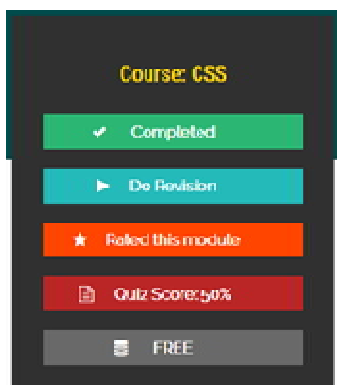 Course: CSS
Completed
Do Revision
Rated this module
Quiz Score: 50%
FREE